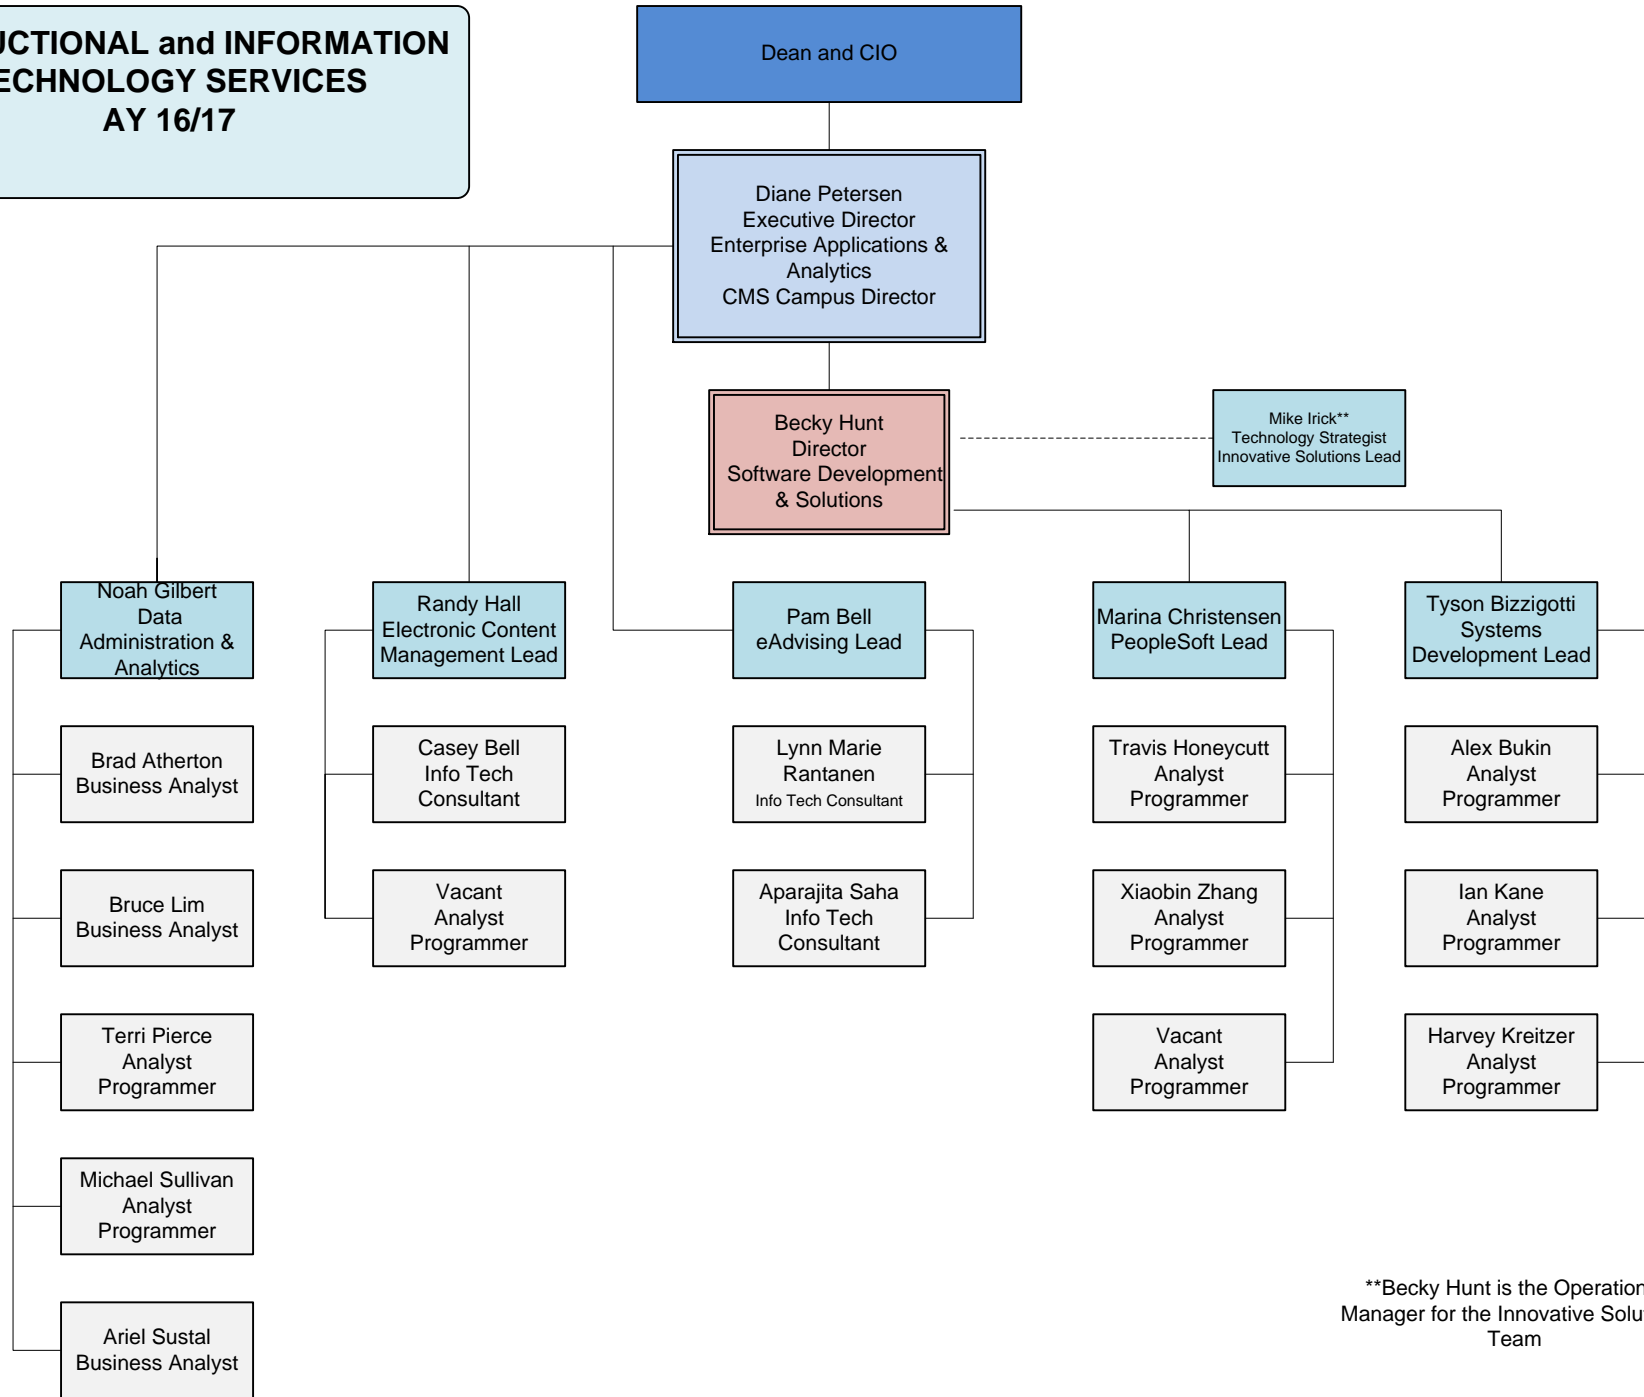 UCTIONAL and INFORMATION
ECHNOLOGY SERVICES
AY 16/17
Dean and CIO
Diane Petersen
Executive Director
Enterprise Applications &
Analytics
CMS Campus Director
Becky Hunt
Director
Software Development
& Solutions
Mike Irick**
Technology Strategist
Innovative Solutions Lead
Noah Gilbert
Data
Administration &
Analytics
Randy Hall
Electronic Content
Management Lead
Pam Bell
eAdvising Lead
Marina Christensen
PeopleSoft Lead
Tyson Bizzigotti
Systems
Development Lead
Brad Atherton
Business Analyst
Casey Bell
Info Tech
Consultant
Lynn Marie
Rantanen
Info Tech Consultant
Travis Honeycutt
Analyst
Programmer
Alex Bukin
Analyst
Programmer
Bruce Lim
Business Analyst
Vacant
Analyst
Programmer
Aparajita Saha
Info Tech
Consultant
Xiaobin Zhang
Analyst
Programmer
Ian Kane
Analyst
Programmer
Terri Pierce
Analyst
Programmer
Vacant
Analyst
Programmer
Harvey Kreitzer
Analyst
Programmer
Michael Sullivan
Analyst
Programmer
Ariel Sustal
Business Analyst
**Becky Hunt is the Operation
Manager for the Innovative Solu
Team